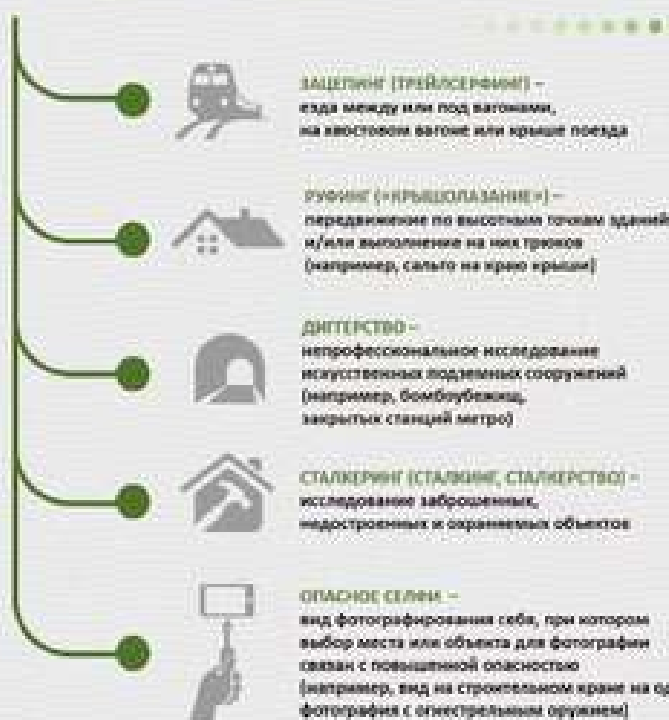 ЗАЦЕПИНГ (ТРЕЙЛСЕРФИНГ) –
езда между или под вагонами,
на хвостовом вагоне или крыше поезда
РУФИНГ («КРЫШОЛАЗАНИЕ») –
передвижение по высотным точкам зданий
и/или выполнение на них трюков
(например, сальто на краю крыши)
ДИГГЕРСТВО –
непрофессиональное исследование
искусственных подземных сооружений
(например, бомбоубежищ,
закрытых станций метро)
СТАЛКЕРИНГ (СТАЛКИНГ, СТАЛКЕРСТВО) –
исследование заброшенных,
недостроенных и охраняемых объектов
ОПАСНОЕ СЕЛФИ –
вид фотографирования себя, при котором
выбор места или объекта для фотографии
связан с повышенной опасностью
(например, вид на строительном кране на
фотография с огнестрельным оружием)